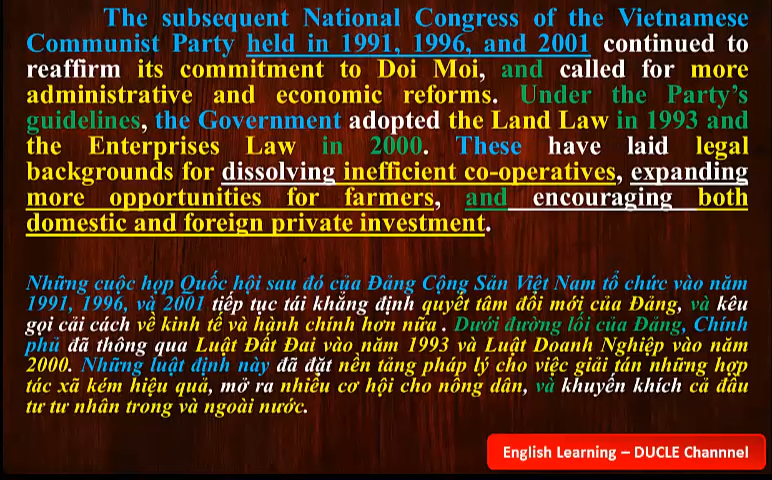 The subsequent National Congress of the Vietnamese
Communist Party held in 1991, 1996, and 2001 continued to
reaffirm its commitment to Doi Moi, and called for more
administrative and economic reforms. Under the Party's
guidelines, the Government adopted the Land Law in 1993 and
the Enterprises Law in 2000. These have laid legal
backgrounds for dissolving inefficient co-operatives, expanding
more opportunities for farmers, and encouraging both
domestic and foreign private investment.
Những cuộc họp Quốc hội sau đó của Đảng Cộng Sản Việt Nam tổ chức vào năm
1991, 1996, và 2001 tiếp tục tái khẳng định quyết tâm đổi mới của Đảng, và kêu
gọi cải cách về kinh tế và hành chính hơn nữa . Dưới đường lối của Đảng, Chính
phủ đã thông qua Luật Đất Đai vào năm 1993 và Luật Doanh Nghiệp vào năm
2000. Những luật định này đã đặt nền tảng pháp lý cho việc giải tán những hợp
tác xã kém hiệu quả, mở ra nhiều cơ hội cho nông dân, và khuyến khích cả đầu
tư tư nhân trong và ngoài nước.
English Learning – DUCLE Channnel